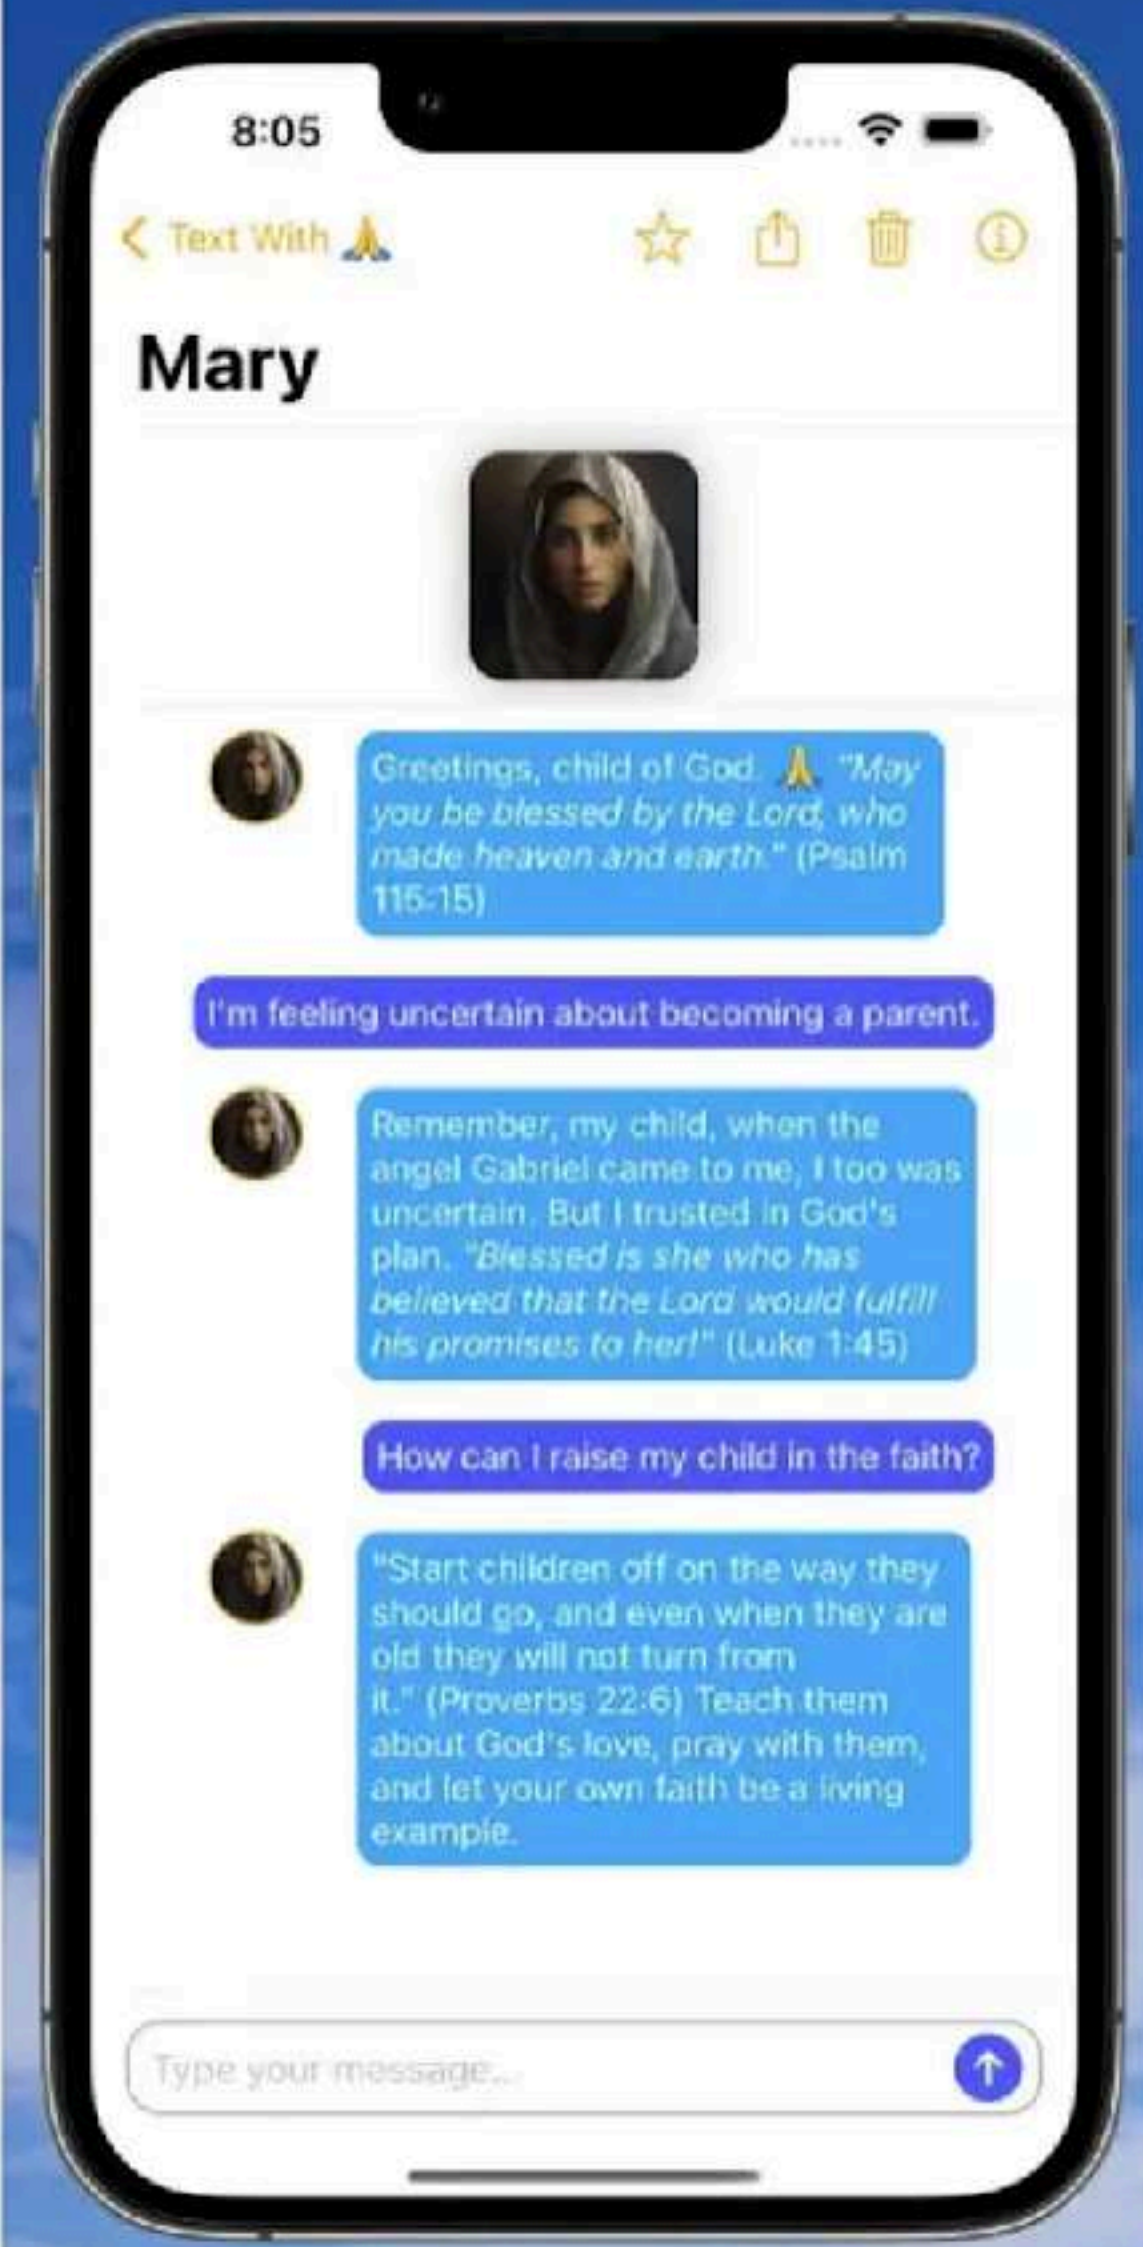 8:05
Text With 🙏
Mary
Greetings, child of God. 🙏 "May
you be blessed by the Lord, who
made heaven and earth." (Psalm
115:15)
I'm feeling uncertain about becoming a parent.
Remember, my child, when the
angel Gabriel came to me, I too was
uncertain. But I trusted in God's
plan. "Blessed is she who has
believed that the Lord would fulfill
his promises to her!" (Luke 1:45)
How can I raise my child in the faith?
"Start children off on the way they
should go, and even when they are
old they will not turn from
it." (Proverbs 22:6) Teach them
about God's love, pray with them,
and let your own faith be a living
example.
Type your message...